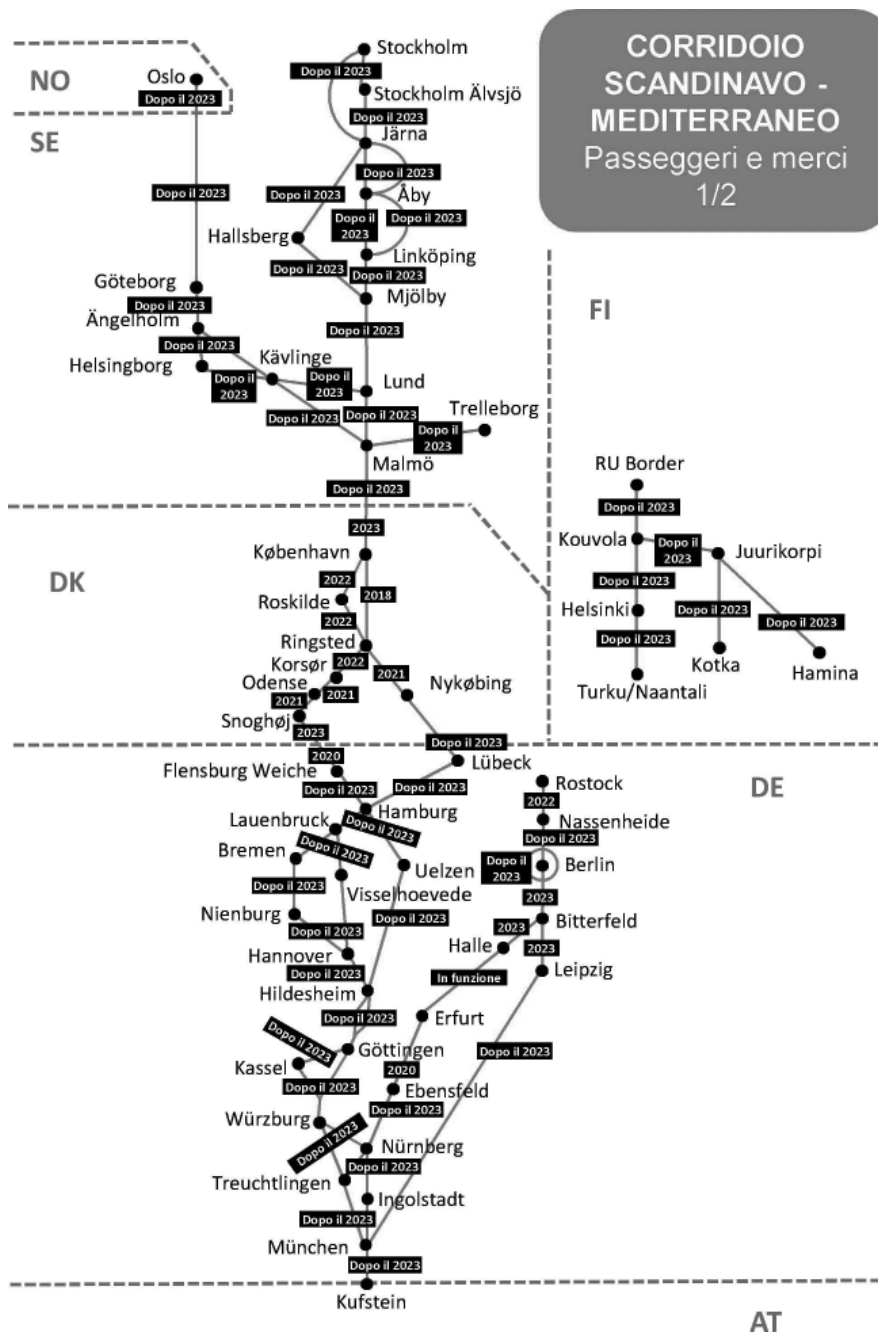 CORRIDOIO
SCANDINAVO -
MEDITERRANEO
Passeggeri e merci
1/2
NO
Oslo
Dopo il 2023
SE
Dopo il 2023
Göteborg
Dopo il 2023
Ängelholm
Dopo il 2023
Helsingborg
Kävlinge
Dopo il
2023
Dopo il
2023
Dopo il 2023
Stockholm
Dopo il 2023
Stockholm Älvsjö
Dopo il 2023
Järna
Dopo il 2023
Dopo il 2023
Åby
Dopo il
2023
Dopo il 2023
Hallsberg
Linköping
Dopo il 2023
Dopo il 2023
Mjölby
Dopo il 2023
Lund
Dopo il 2023
Trelleborg
Dopo il
2023
Malmö
Dopo il 2023
FI
RU Border
Dopo il 2023
Kouvola
Dopo il
2023
Juurikorpi
Dopo il 2023
Helsinki
Dopo il 2023
Dopo il 2023
Dopo il 2023
Kotka
Hamina
Turku/Naantali
DK
2023
København
2022
2018
Roskilde
2022
Ringsted
Korsør
2022
2021
Odense
2021
2021
Nykøbing
Snoghøj
2023
Dopo il 2023
Lübeck
2020
Flensburg Weiche
Dopo il 2023
Dopo il 2023
DE
Rostock
2022
Hamburg
Nassenheide
Lauenbruck
Dopo il 2023
Dopo il 2023
Dopo il 2023
Bremen
Uelzen
Dopo il
2023
Berlin
Dopo il 2023
Visselhoevede
2023
Nienburg
Dopo il 2023
Bitterfeld
Dopo il 2023
2023
Halle
2023
Hannover
Dopo il 2023
In funzione
Leipzig
Hildesheim
Dopo il 2023
Erfurt
Dopo il 2023
Göttingen
Dopo il 2023
Kassel
2020
Dopo il 2023
Ebensfeld
Dopo il 2023
Würzburg
Dopo il 2023
Nürnberg
Dopo il 2023
Treuchtlingen
Ingolstadt
Dopo il 2023
München
Dopo il 2023
Kufstein
AT